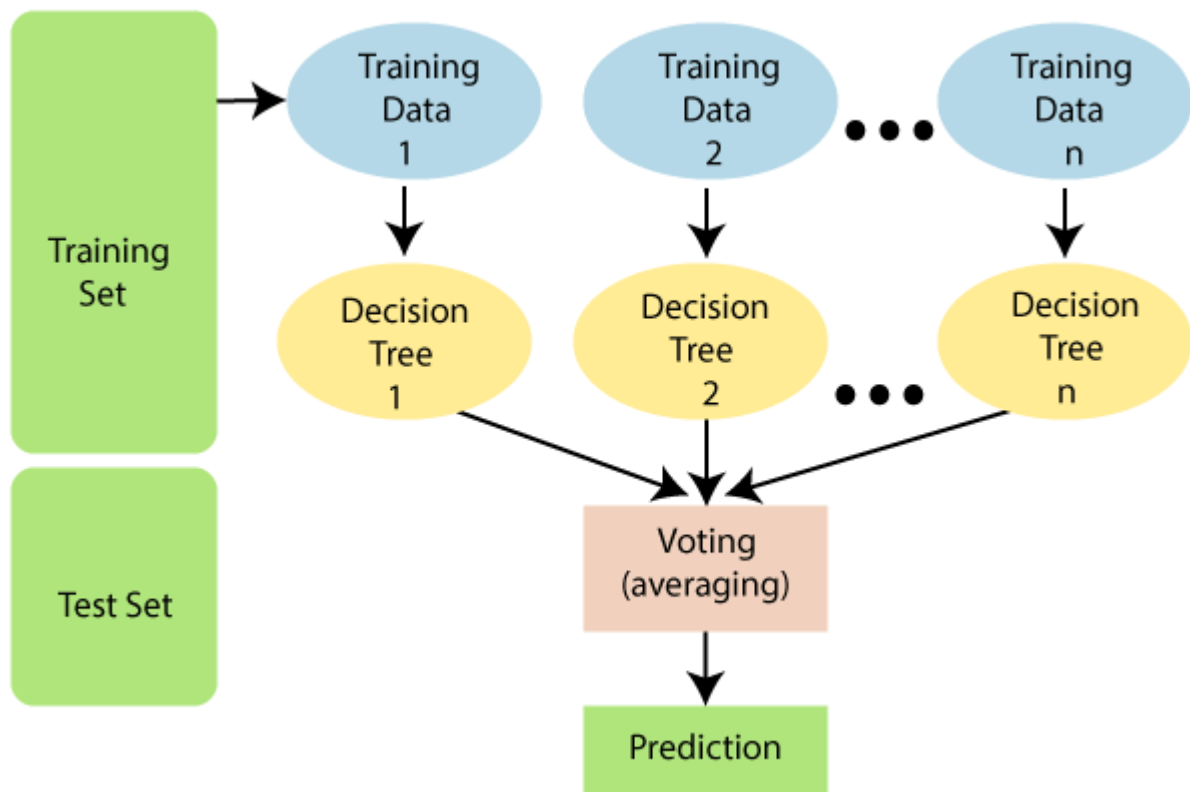 Training
Set
Training
Data
1
Training
Data
2
Training
Data
n
Decision
Tree
1
Decision
Tree
2
Decision
Tree
n
Test Set
Voting
(averaging)
Prediction